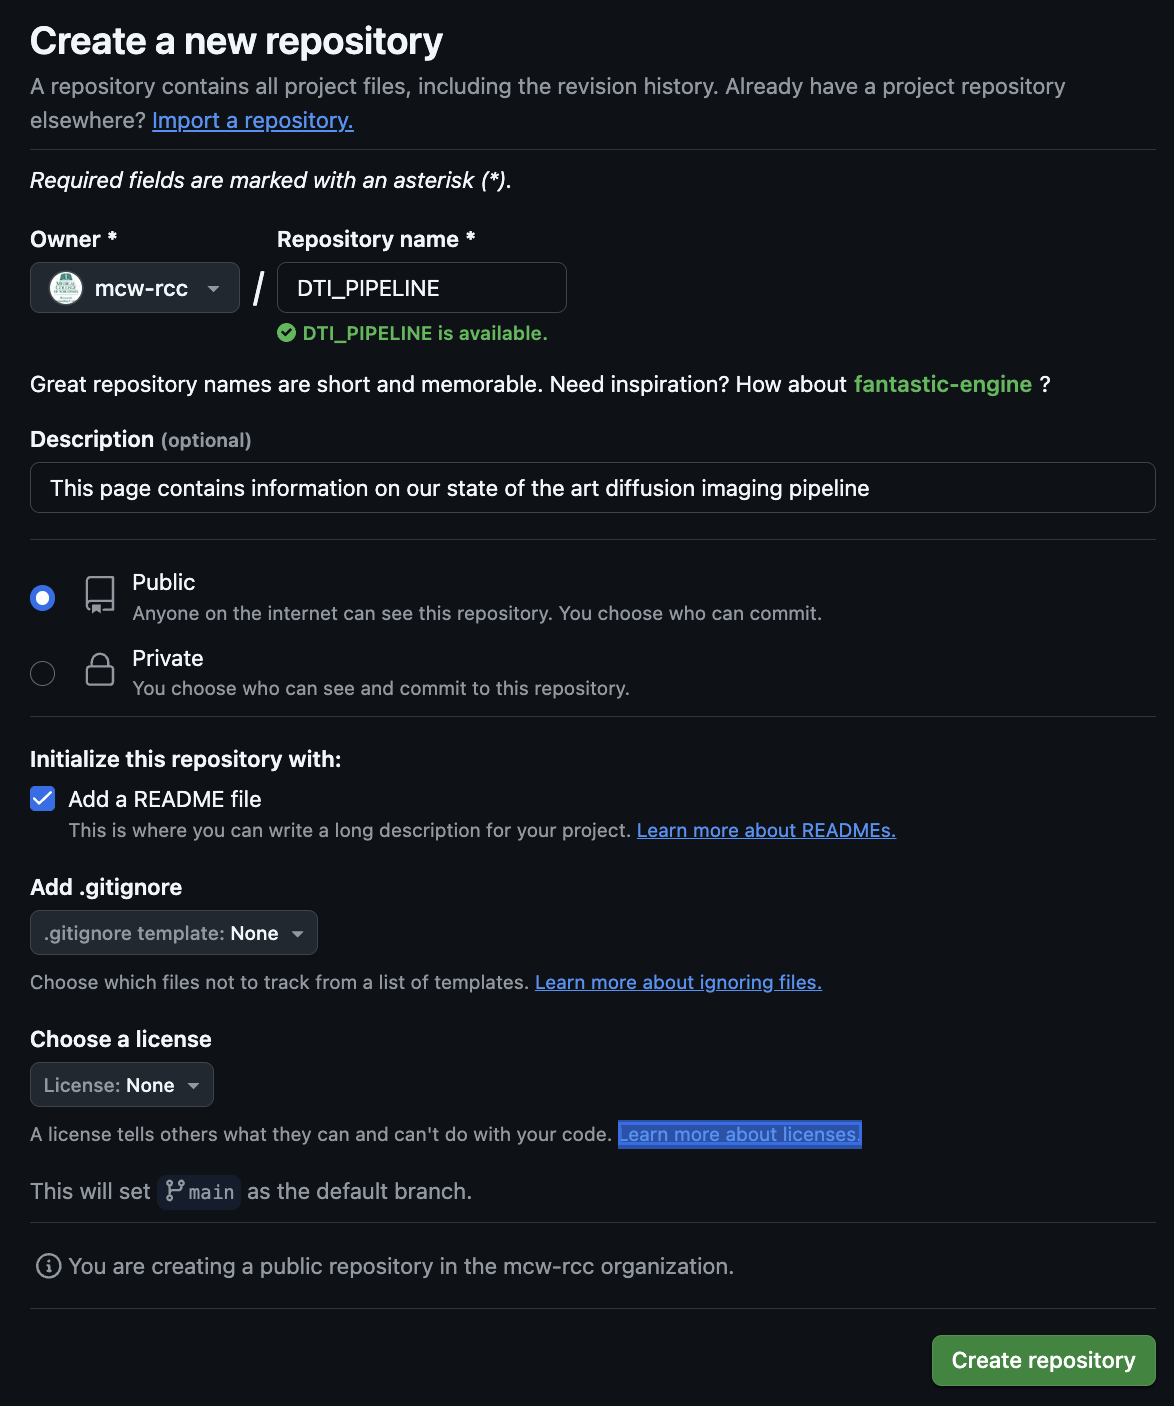 Create a new repository
A repository contains all project files, including the revision history. Already have a project repository
elsewhere? Import a repository.
Required fields are marked with an asterisk (*).
Owner *
Repository name *
mcw-rcc
/
DTI_PIPELINE
DTI_PIPELINE is available.
Great repository names are short and memorable. Need inspiration? How about fantastic-engine ?
Description (optional)
This page contains information on our state of the art diffusion imaging pipeline
Public
Anyone on the internet can see this repository. You choose who can commit.
Private
You choose who can see and commit to this repository.
Initialize this repository with:
Add a README file
This is where you can write a long description for your project. Learn more about READMEs.
Add .gitignore
.gitignore template: None
Choose which files not to track from a list of templates. Learn more about ignoring files.
Choose a license
License: None
A license tells others what they can and can't do with your code. Learn more about licenses.
This will set main as the default branch.
You are creating a public repository in the mcw-rcc organization.
Create repository